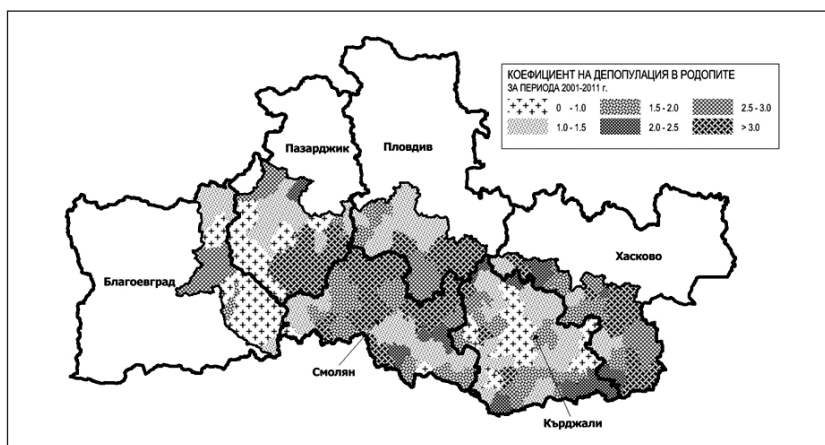 КОЕФИЦИЕНТ НА ДЕПОПУЛАЦИЯ В РОДОПИТЕ
ЗА ПЕРИОДА 2001-2011 г.
0 - 1.0
1.5 - 2.0
2.5 - 3.0
1.0 - 1.5
2.0 - 2.5
> 3.0
Пазарджик
Пловдив
Хасково
Благоевград
Смолян
Кърджали